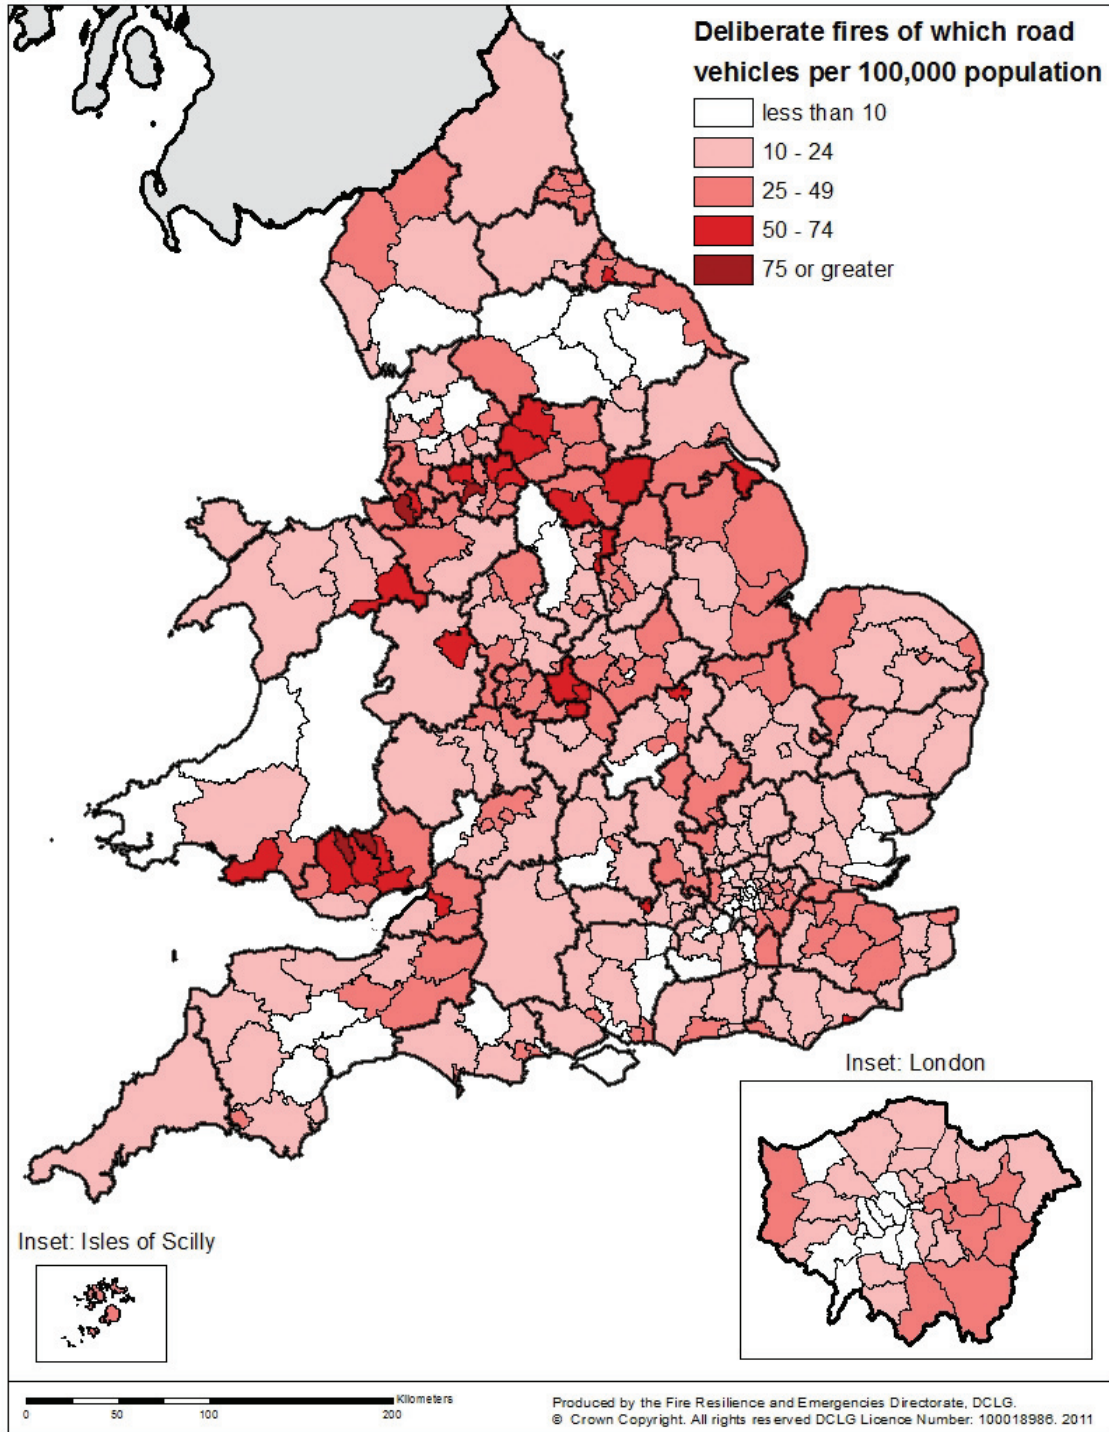 Deliberate fires of which road
vehicles per 100,000 population
less than 10
10 - 24
25 - 49
50 - 74
75 or greater
Inset: London
Inset: Isles of Scilly
Kilometers
0 50 100 200
Produced by the Fire Resilience and Emergencies Directorate, DCLG.
© Crown Copyright. All rights reserved DCLG Licence Number: 100018986. 2011